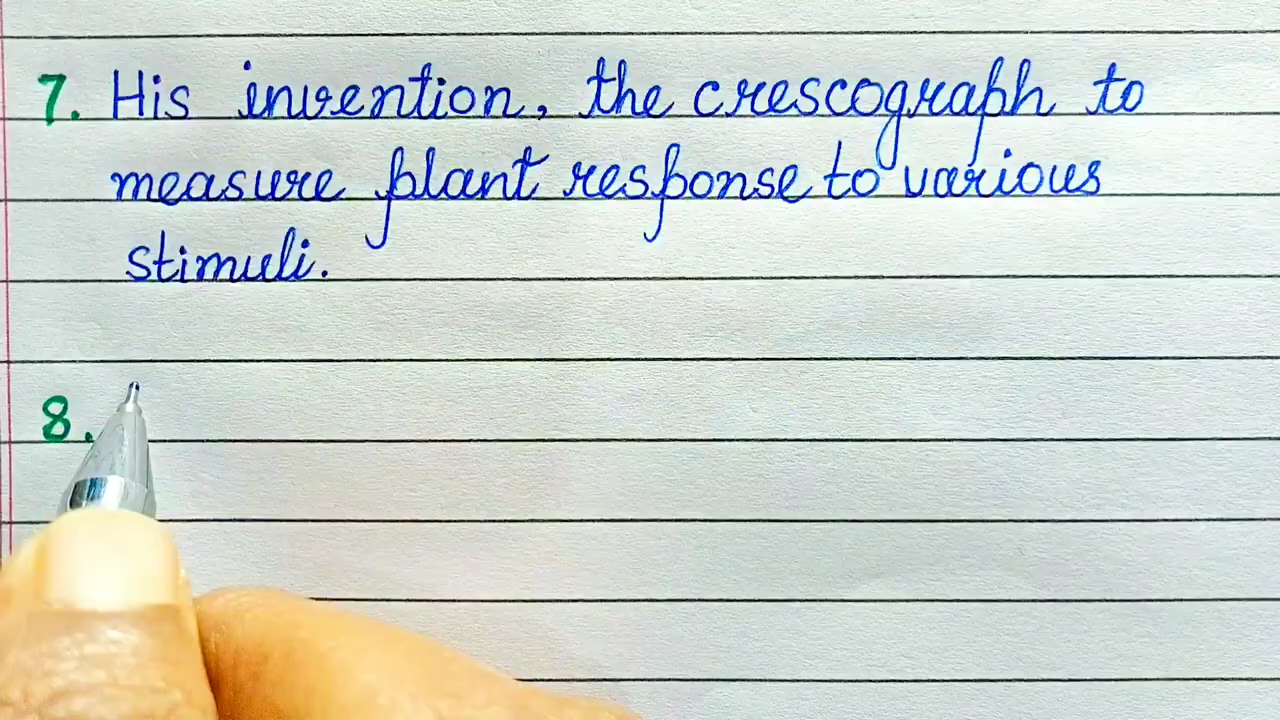 7. His invention, the crescograph to
measure plant response to various
stimuli.
8.